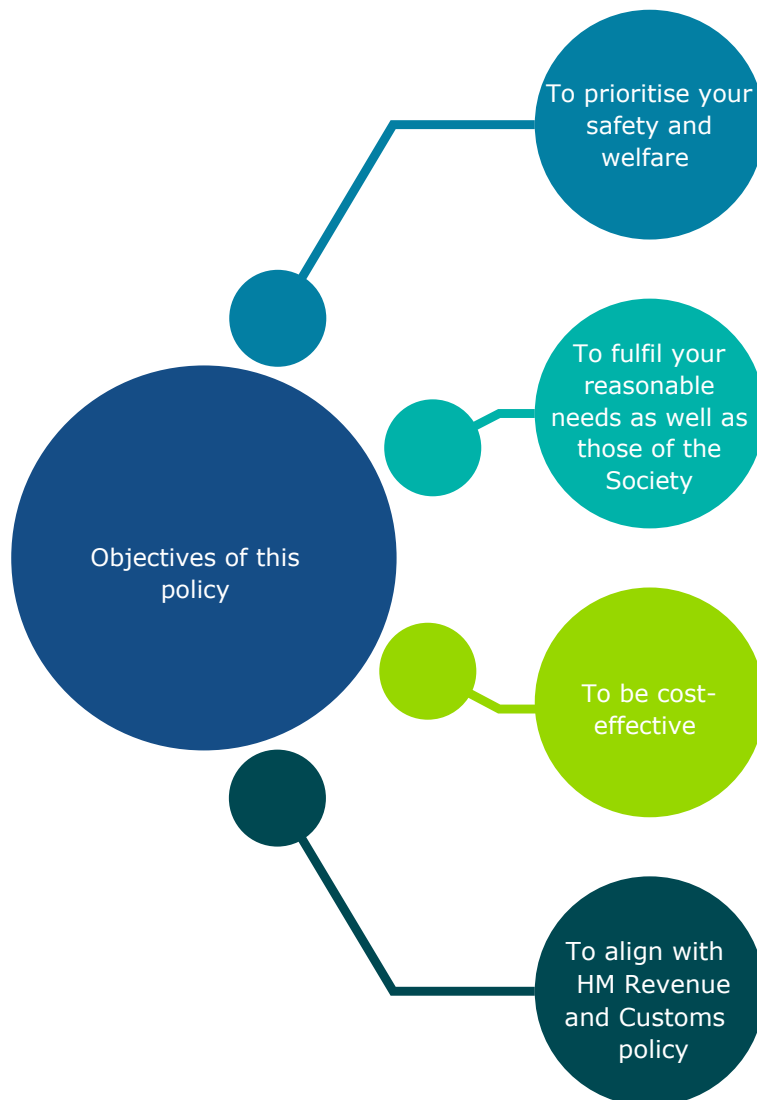 To prioritise your
safety and
welfare
To fulfil your
reasonable
needs as well as
those of the
Society
Objectives of this
policy
To be cost-
effective
To align with
HM Revenue
and Customs
policy